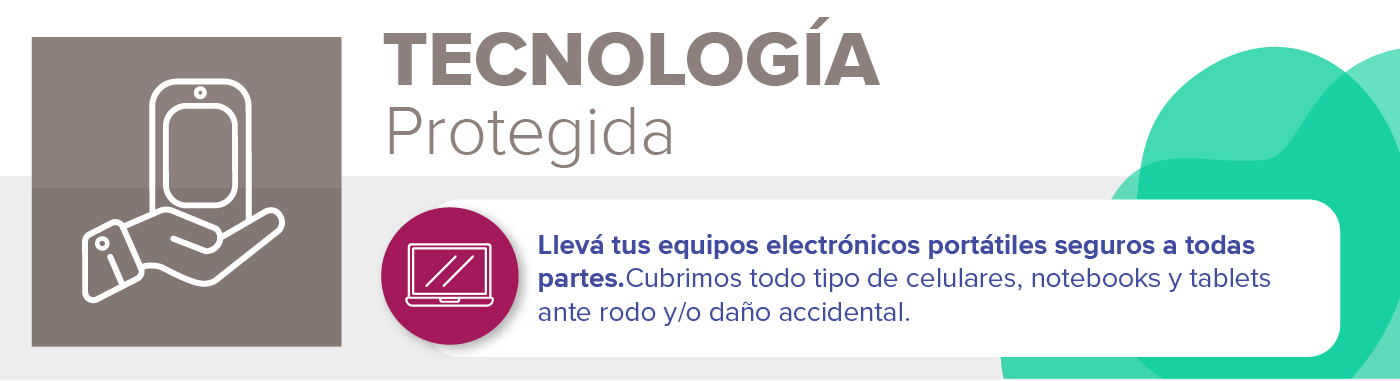 TECNOLOGÍA
Protegida
Llevá tus equipos electrónicos portátiles seguros a todas
partes.Cubrimos todo tipo de celulares, notebooks y tablets
ante rodo y/o daño accidental.